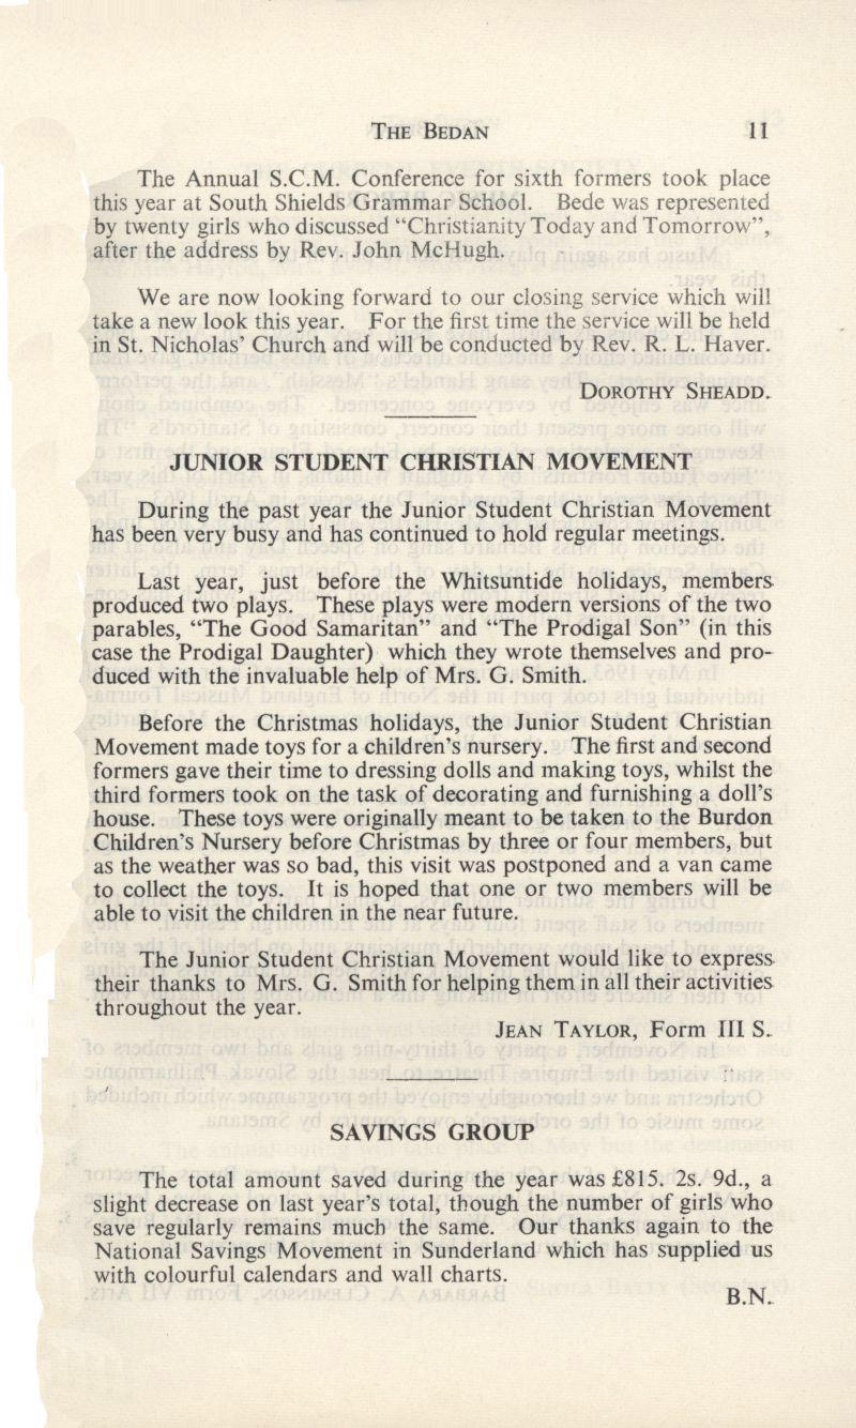 THE BEDAN 11
The Annual S.C.M. Conference for sixth formers took place
this year at South Shields Grammar School. Bede was represented
by twenty girls who discussed “Christianity Today and Tomorrow”,
after the address by Rev. John McHugh.
We are now looking forward to our closing service which will
take a new look this year. For the first time the service will be held
in St. Nicholas’ Church and will be conducted by Rev. R. L. Haver.
DOROTHY SHEADD.
JUNIOR STUDENT CHRISTIAN MOVEMENT
During the past year the Junior Student Christian Movement
has been very busy and has continued to hold regular meetings.
Last year, just before the Whitsuntide holidays, members
produced two plays. These plays were modern versions of the two
parables, “The Good Samaritan” and “The Prodigal Son” (in this
case the Prodigal Daughter) which they wrote themselves and pro-
duced with the invaluable help of Mrs. G. Smith.
Before the Christmas holidays, the Junior Student Christian
Movement made toys for a children’s nursery. The first and second
formers gave their time to dressing dolls and making toys, whilst the
third formers took on the task of decorating and furnishing a doll’s
house. These toys were originally meant to be taken to the Burdon
Children’s Nursery before Christmas by three or four members, but
as the weather was so bad, this visit was postponed and a van came
to collect the toys. It is hoped that one or two members will be
able to visit the children in the near future.
The Junior Student Christian Movement would like to express
their thanks to Mrs. G. Smith for helping them in all their activities
throughout the year.
JEAN TAYLOR, Form III S.
SAVINGS GROUP
The total amount saved during the year was £815. 2s. 9d., a
slight decrease on last year’s total, though the number of girls who
save regularly remains much the same. Our thanks again to the
National Savings Movement in Sunderland which has supplied us
with colourful calendars and wall charts.
B.N.